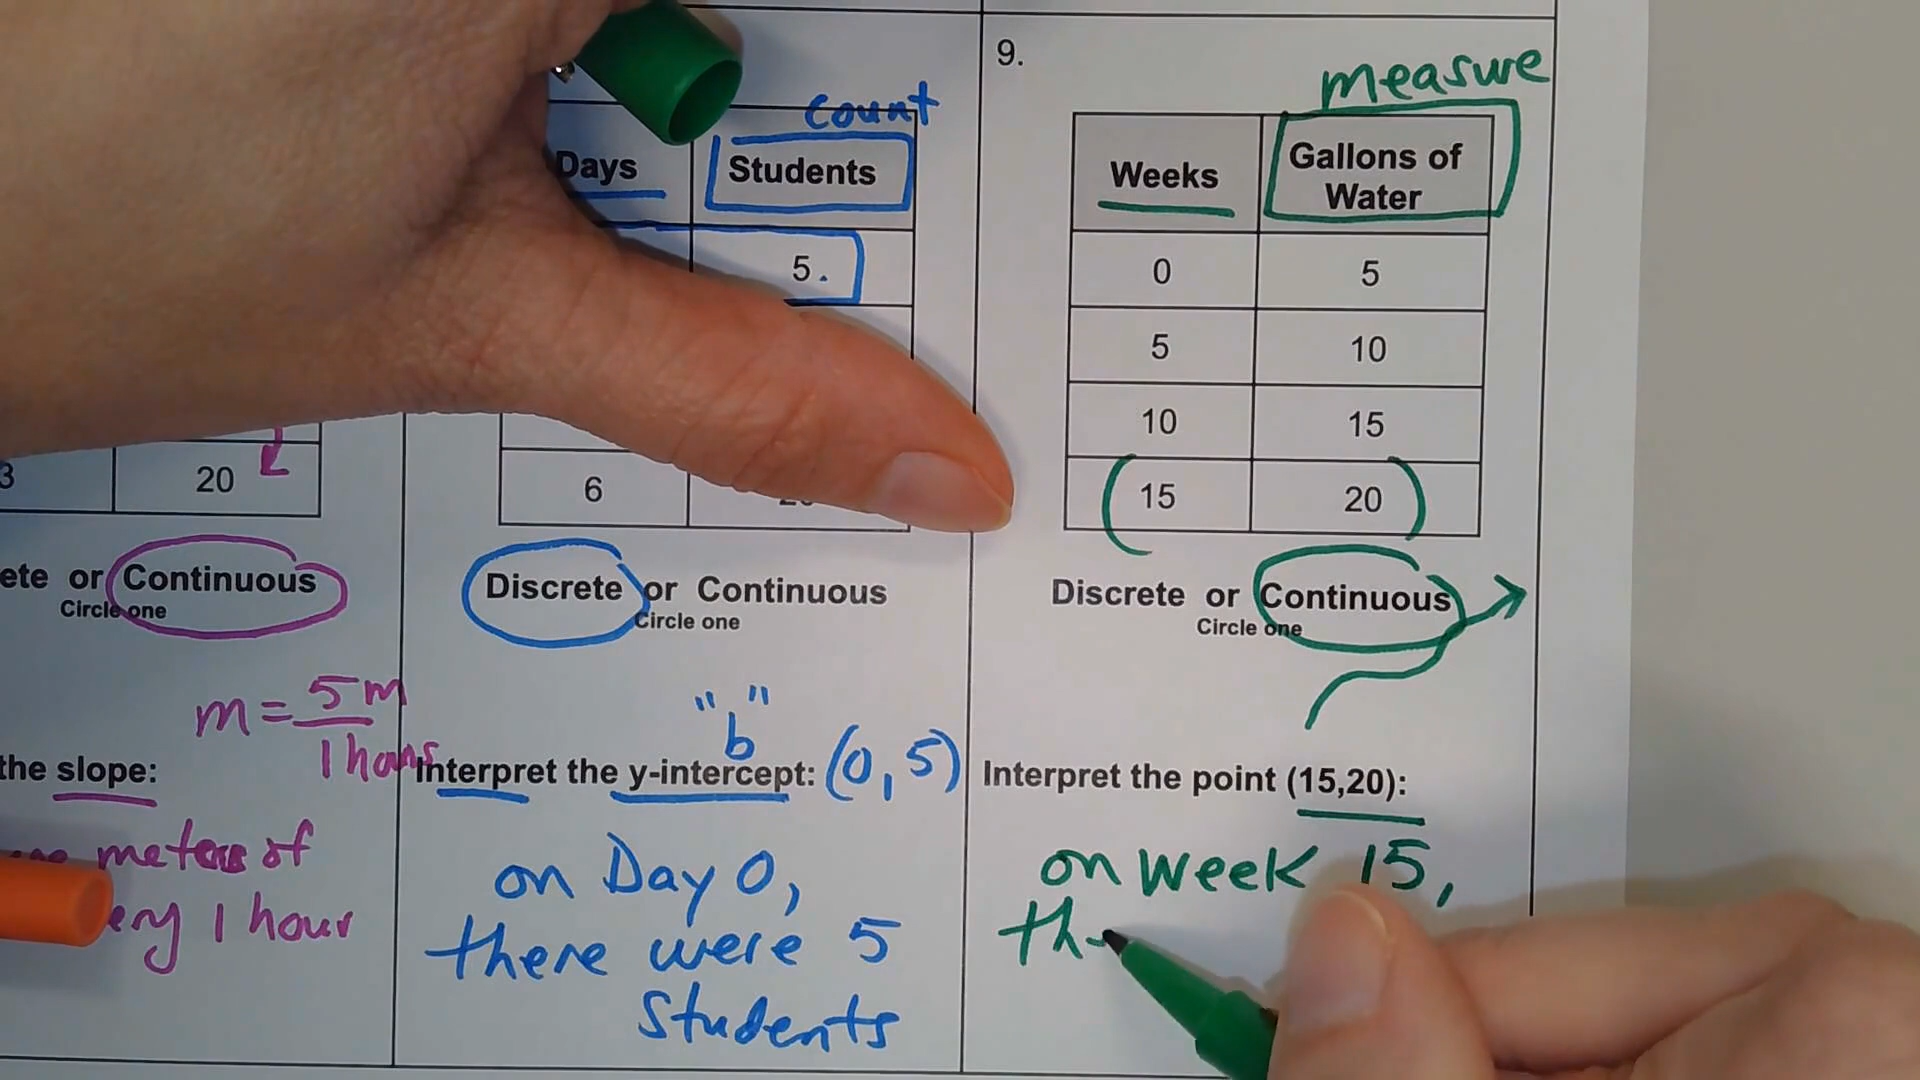 9.
measure
count
Days Students
5.
6
3 20
Weeks Gallons of Water
0 5
5 10
10 15
15 20
ete or Continuous
Circle one
Discrete or Continuous
Circle one
Discrete or Continuous
Circle one
m = 5m / 1 hours
the slope:
meters of
ery 1 hour
"b"
Interpret the y-intercept: (0, 5)
on Day 0,
there were 5
students
Interpret the point (15,20):
on week 15,
th